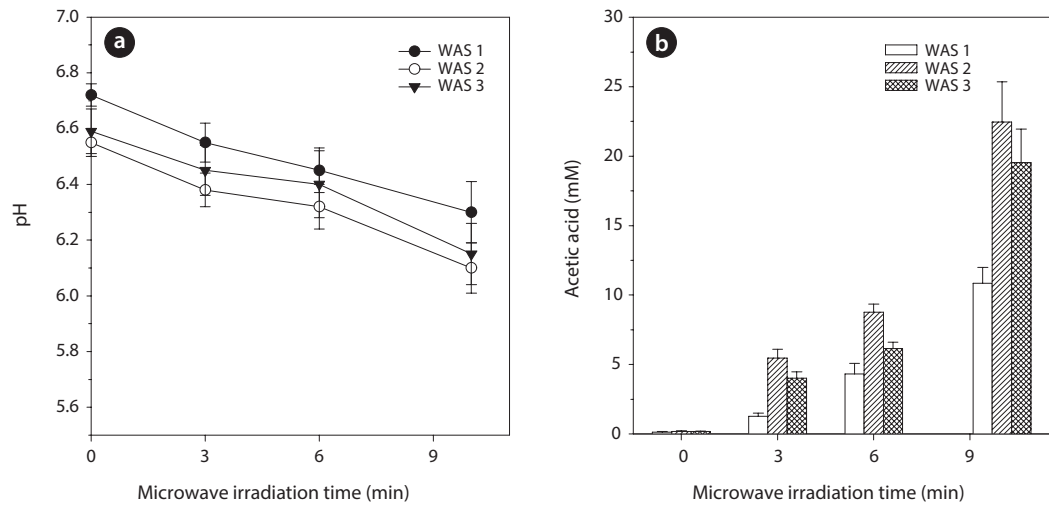 a
7.0
6.8
6.6
6.4
6.2
6.0
5.8
5.6
pH
0
3
6
9
Microwave irradiation time (min)
WAS 1
WAS 2
WAS 3
b
30
25
20
15
10
5
0
Acetic acid (mM)
0
3
6
9
Microwave irradiation time (min)
WAS 1
WAS 2
WAS 3